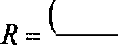 R = (